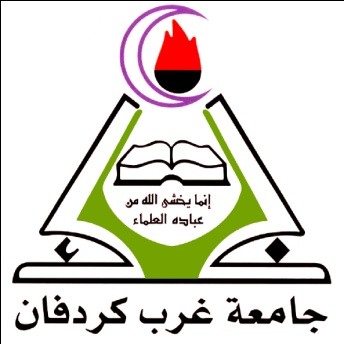 إنما يخشى الله من
عباده العلماء
جامعة غرب كردفان